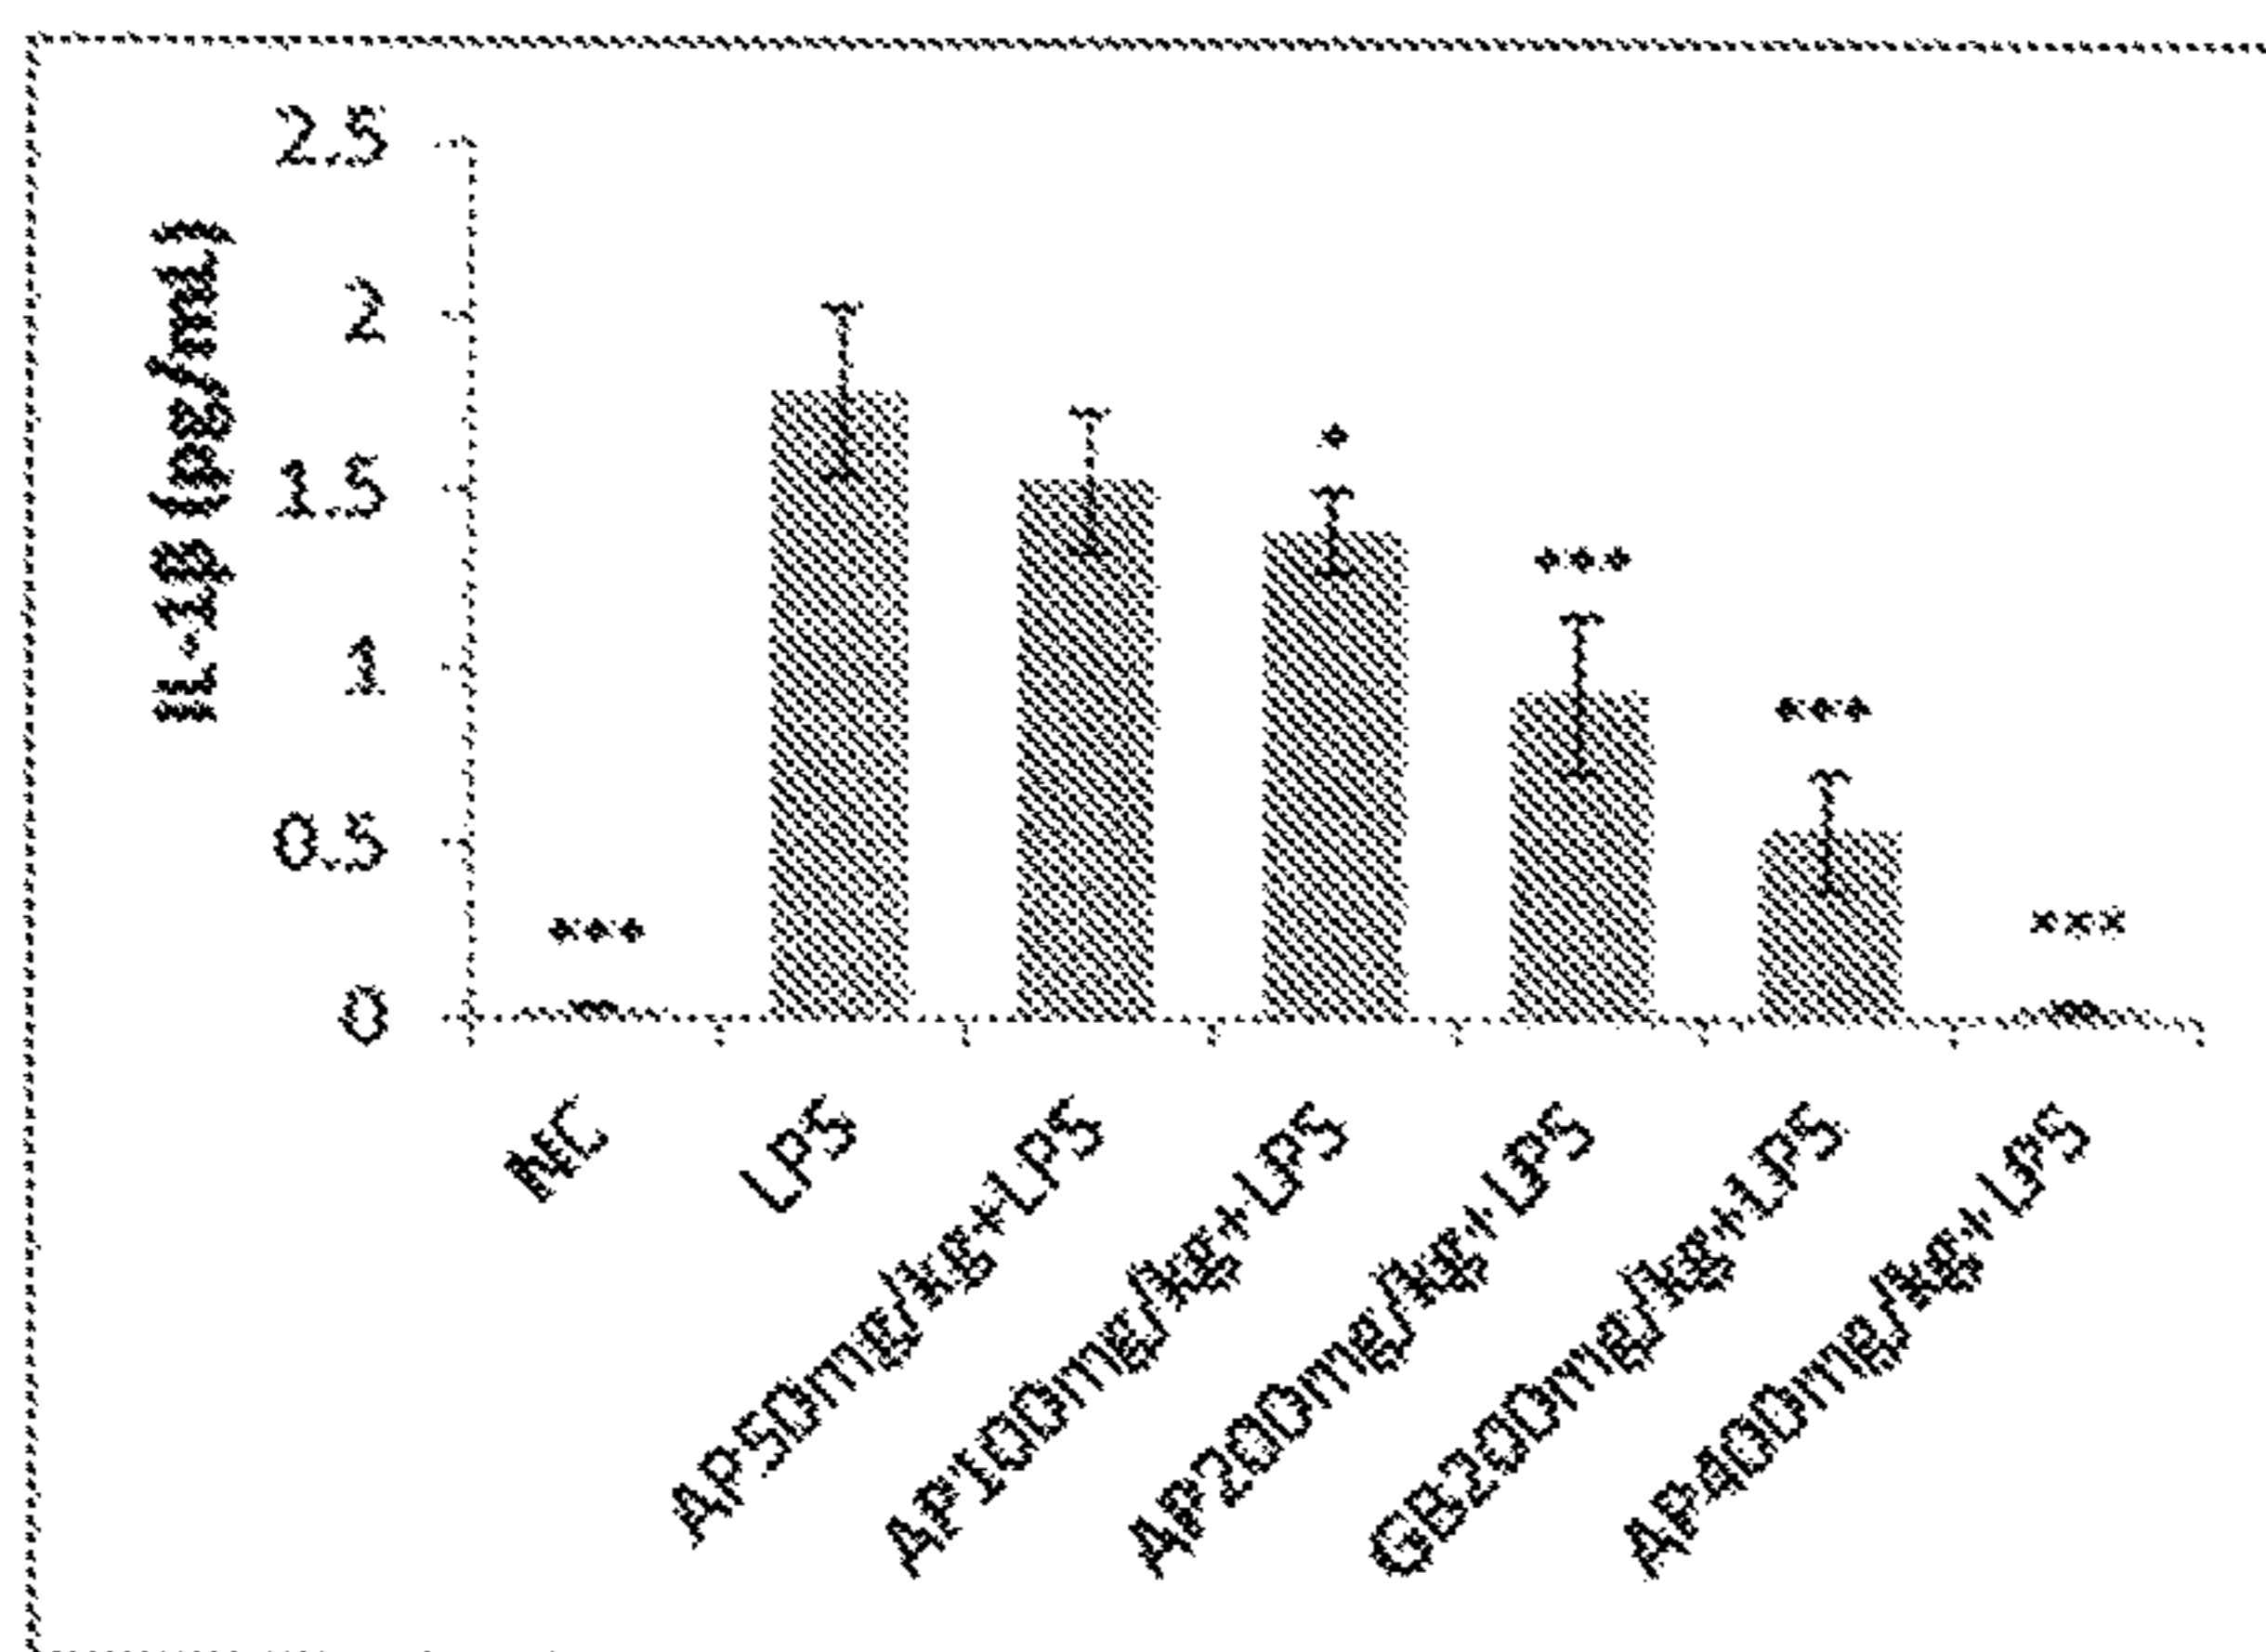 IL-1β (pg/mL)
2.5
2
1.5
1
0.5
0
***
*
***
***
***
NC
LPS
AP50mg/kg+LPS
AP100mg/kg+LPS
AP200mg/kg+LPS
GB200mg/kg+LPS
AP400mg/kg+LPS